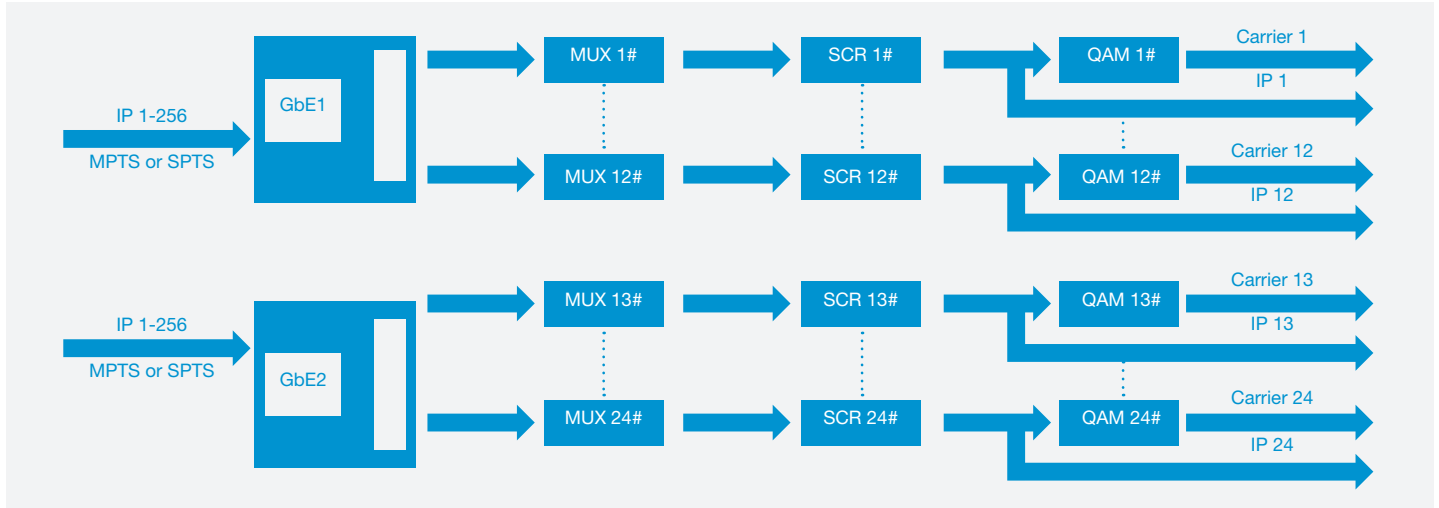 MUX 1#
SCR 1#
QAM 1#
Carrier 1
IP 1
GbE1
IP 1-256
MPTS or SPTS
MUX 12#
SCR 12#
QAM 12#
Carrier 12
IP 12
MUX 13#
SCR 13#
QAM 13#
Carrier 13
IP 13
IP 1-256
MPTS or SPTS
GbE2
MUX 24#
SCR 24#
QAM 24#
Carrier 24
IP 24